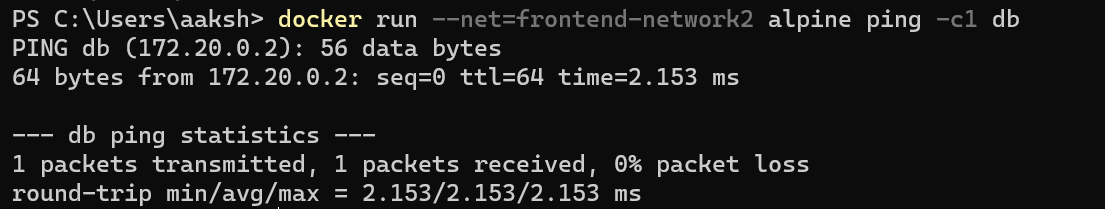 PS C:\Users\aaksh> docker run --net=frontend-network2 alpine ping -c1 db
PING db (172.20.0.2): 56 data bytes
64 bytes from 172.20.0.2: seq=0 ttl=64 time=2.153 ms
--- db ping statistics ---
1 packets transmitted, 1 packets received, 0% packet loss
round-trip min/avg/max = 2.153/2.153/2.153 ms